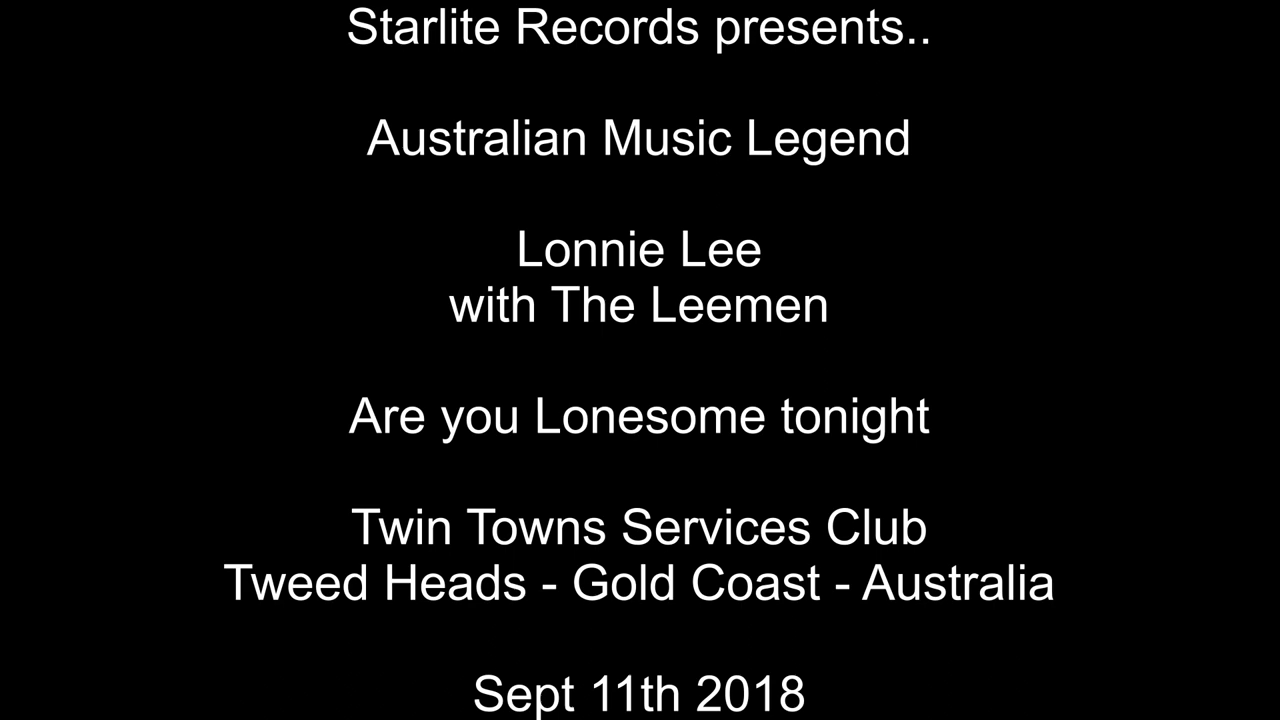 Starlite Records presents..
Australian Music Legend
Lonnie Lee
with The Leemen
Are you Lonesome tonight
Twin Towns Services Club
Tweed Heads - Gold Coast - Australia
Sept 11th 2018